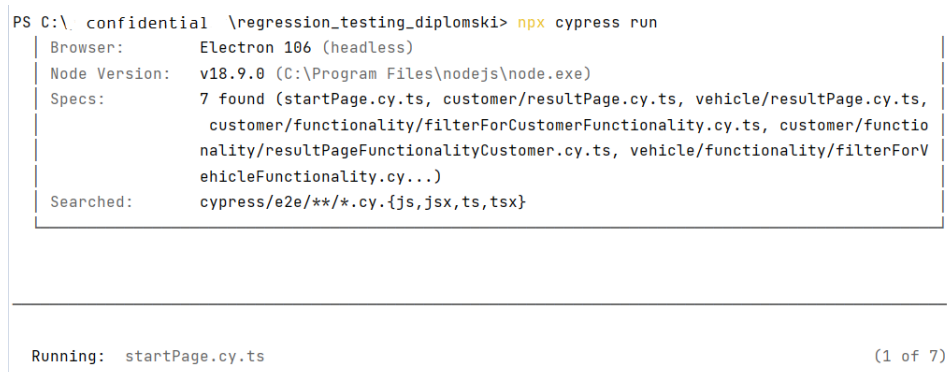 PS C:\ confidential \regression_testing_diplomski> npx cypress run
Browser: Electron 106 (headless)
Node Version: v18.9.0 (C:\Program Files\nodejs\node.exe)
Specs: 7 found (startPage.cy.ts, customer/resultPage.cy.ts, vehicle/resultPage.cy.ts,
customer/functionality/filterForCustomerFunctionality.cy.ts, customer/functio
nality/resultPageFunctionalityCustomer.cy.ts, vehicle/functionality/filterForV
ehicleFunctionality.cy...)
Searched: cypress/e2e/**/*.cy.{js,jsx,ts,tsx}
Running: startPage.cy.ts (1 of 7)